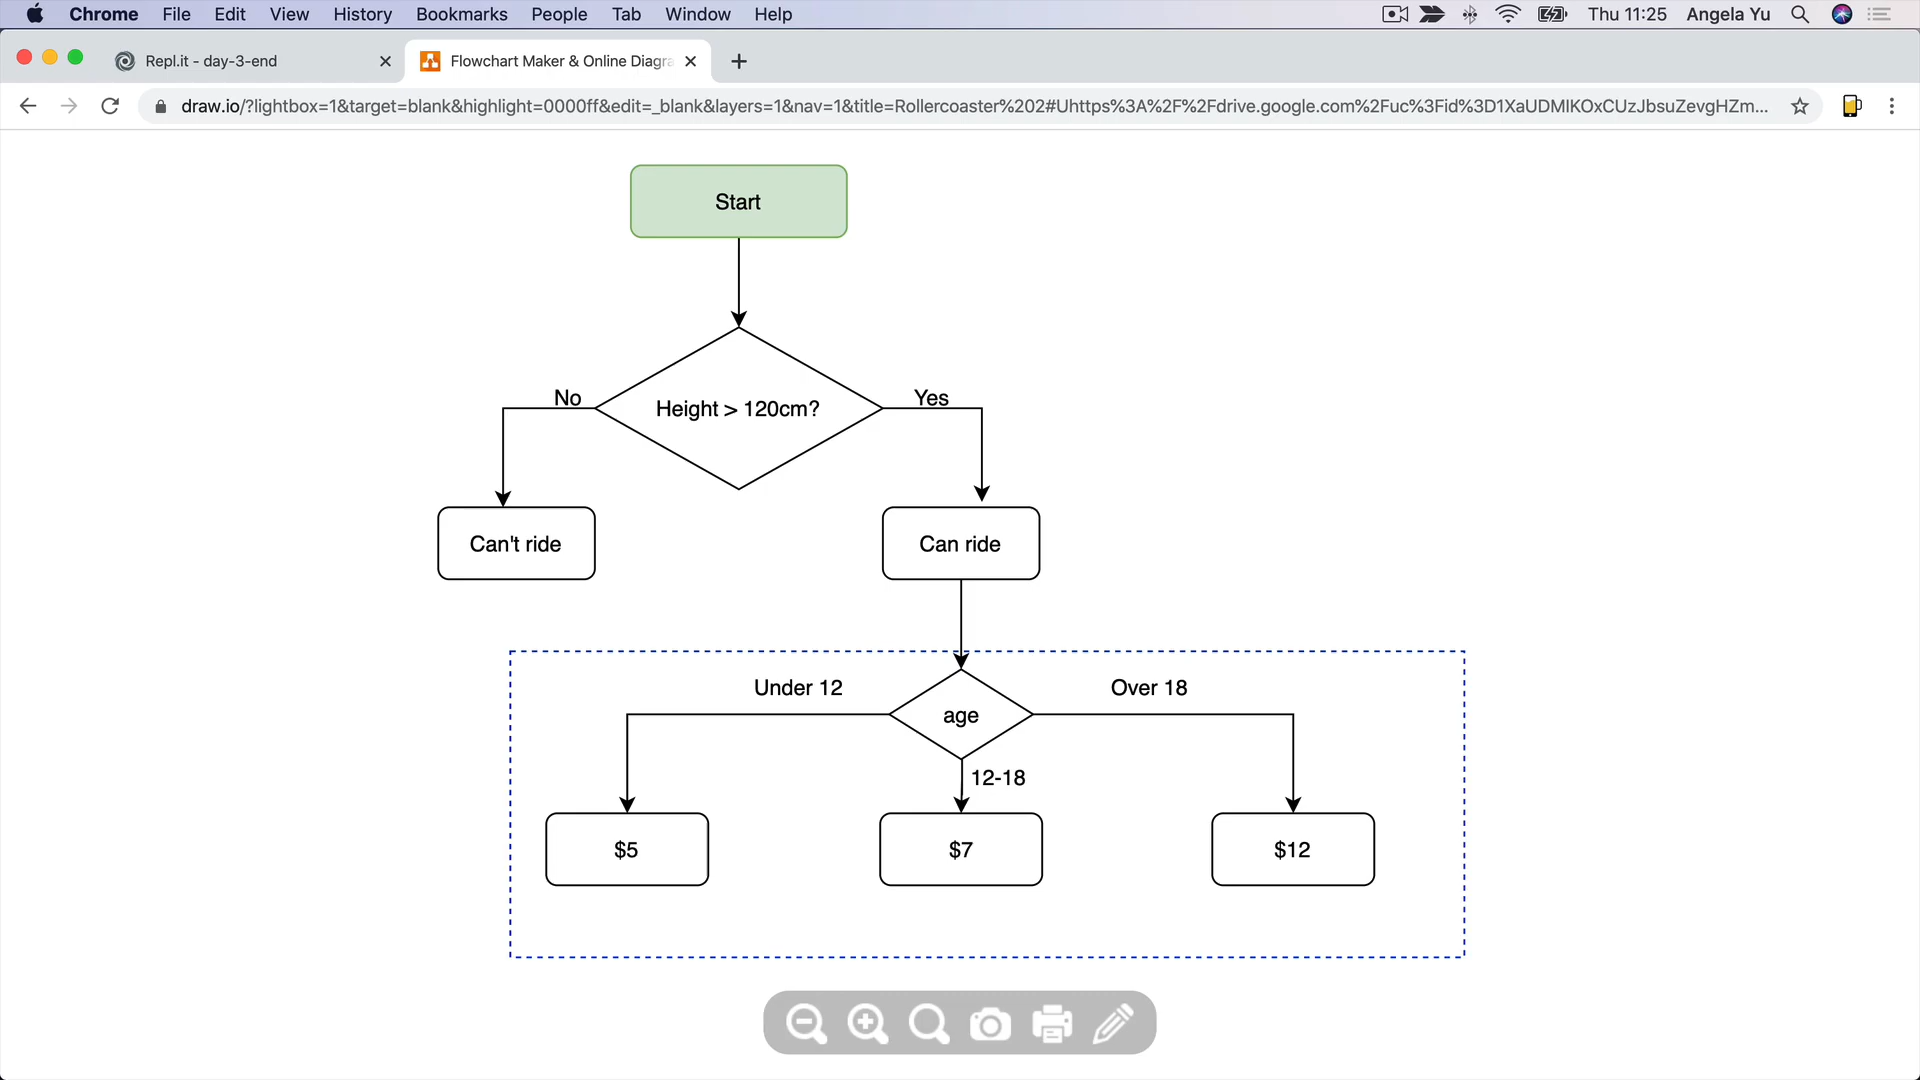 Chrome File Edit View History Bookmarks People Tab Window Help Thu 11:25 Angela Yu
Repl.it - day-3-end Flowchart Maker & Online Diagra
draw.io/?lightbox=1&target=blank&highlight=0000ff&edit=_blank&layers=1&nav=1&title=Rollercoaster%202#Uhttps%3A%2F%2Fdrive.google.com%2Fuc%3Fid%3D1XaUDMIKOxCUzJbsuZevgHZm...
Start
No Yes
Height > 120cm?
Can't ride Can ride
Under 12 Over 18
age
12-18
$5 $7 $12